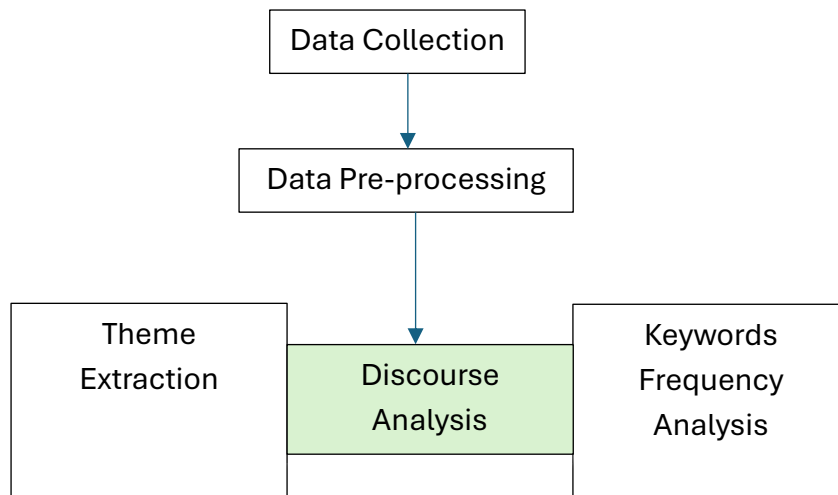 Data Collection
Data Pre-processing
Theme
Extraction
Discourse
Analysis
Keywords
Frequency
Analysis